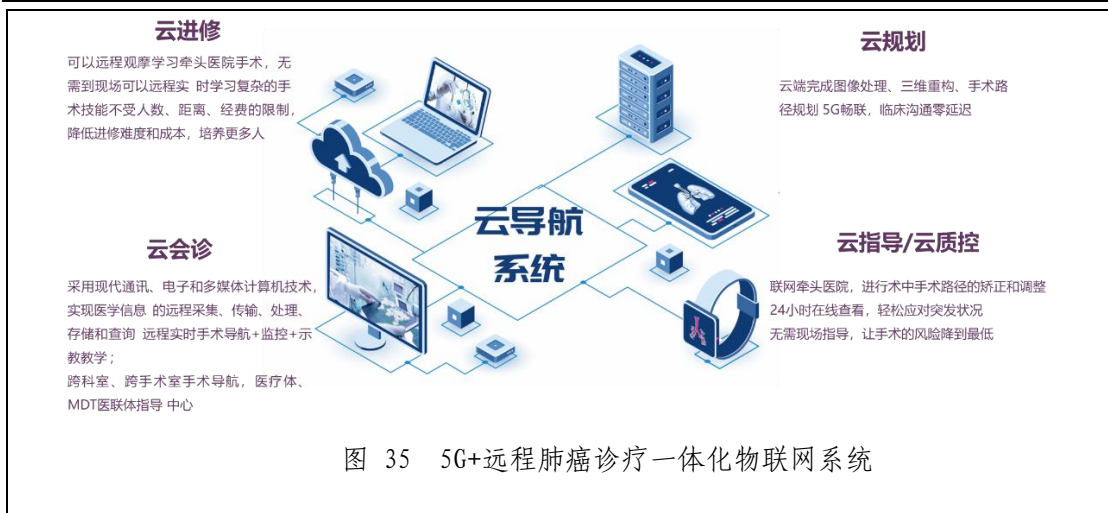 云进修
可以远程观摩学习牵头医院手术，无
需到现场可以远程实 时学习复杂的手
术技能不受人数、距离、经费的限制，
降低进修难度和成本，培养更多人
云规划
云端完成图像处理、三维重构、手术路
径规划 5G畅联，临床沟通零延迟
云导航
系统
云会诊
采用现代通讯、电子和多媒体计算机技术，
实现医学信息 的远程采集、传输、处理、
存储和查询 远程实时手术导航+监控+示
教教学；
跨科室、跨手术室手术导航，医疗体、
MDT医联体指导 中心
云指导/云质控
联网牵头医院，进行术中手术路径的矫正和调整
24小时在线查看，轻松应对突发状况
无需现场指导，让手术的风险降到最低
图 35 5G+远程肺癌诊疗一体化物联网系统